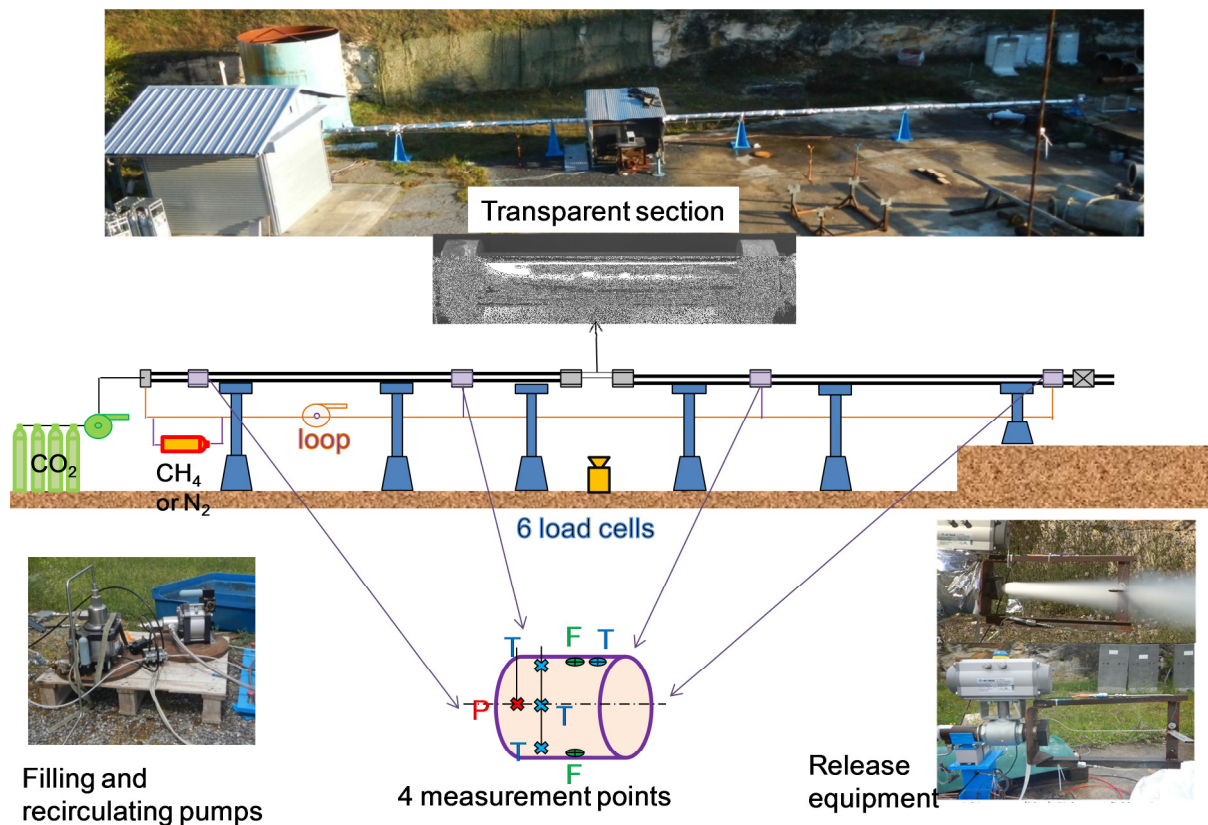 Transparent section
loop
CO₂
CH₄
or N₂
6 load cells
F T
T
P
T
T
F
4 measurement points
Filling and
recirculating pumps
Release
equipment